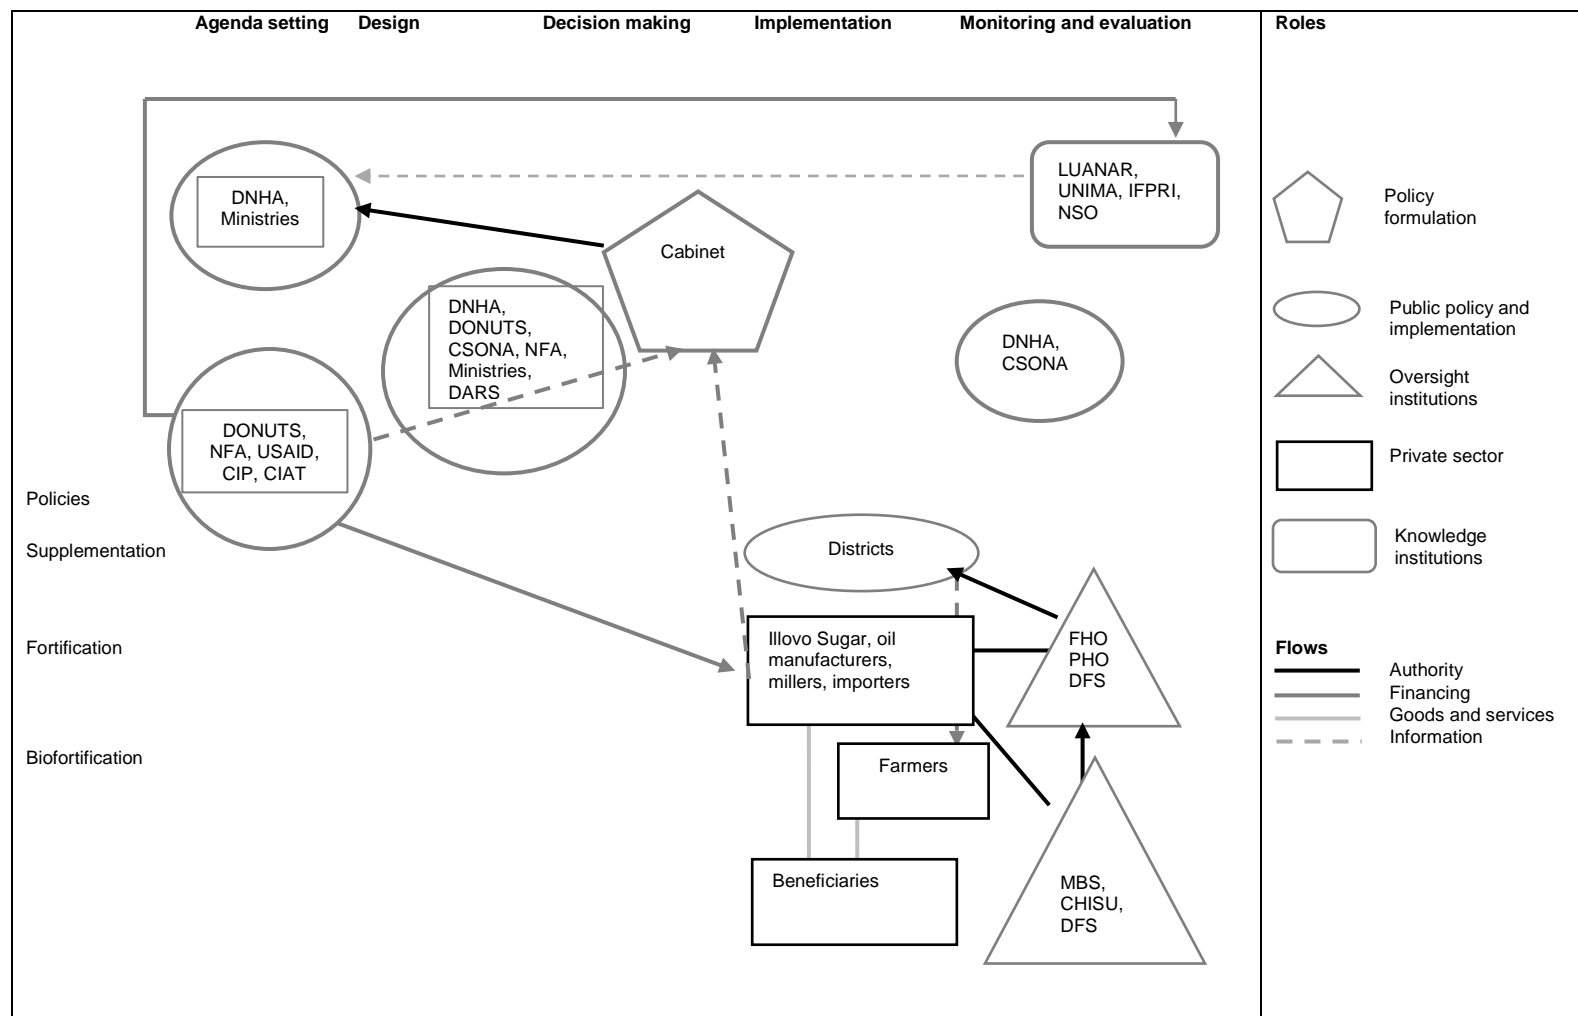 Agenda setting
Design
Decision making
Implementation
Monitoring and evaluation
Roles
DNHA,
Ministries
Cabinet
LUANAR,
UNIMA, IFPRI,
NSO
DNHA,
DONUTS,
CSONA, NFA,
Ministries,
DARS
DNHA,
CSONA
DONUTS,
NFA, USAID,
CIP, CIAT
Policies
Supplementation
Districts
Fortification
Illovo Sugar, oil
manufacturers,
millers, importers
FHO
PHO
DFS
Biofortification
Farmers
Beneficiaries
MBS,
CHISU,
DFS
Policy
formulation
Public policy and
implementation
Oversight
institutions
Private sector
Knowledge
institutions
Flows
Authority
Financing
Goods and services
Information